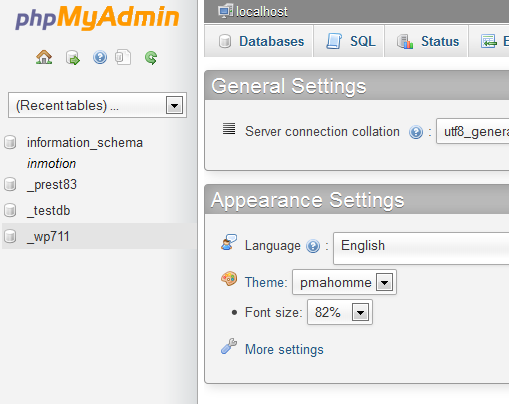 phpMyAdmin
(Recent tables) ...
information_schema
inmotion
_prest83
_testdb
_wp711
localhost
Databases SQL Status E
General Settings
Server connection collation : utf8_genera
Appearance Settings
Language : English
Theme: pmahomme
Font size: 82%
More settings